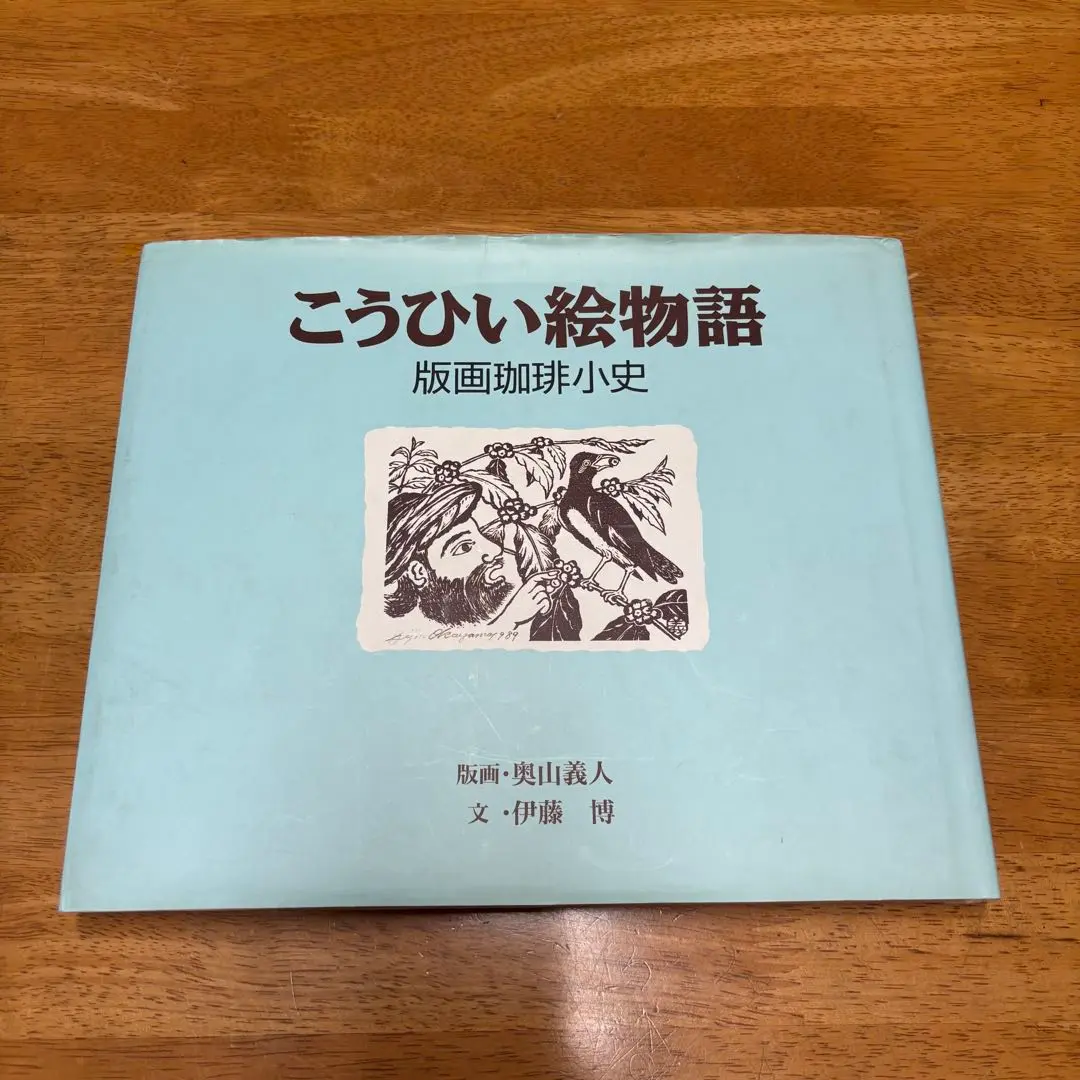 こうひい絵物語
版画珈琲小史
義
版画・奥山義人
文・伊藤 博